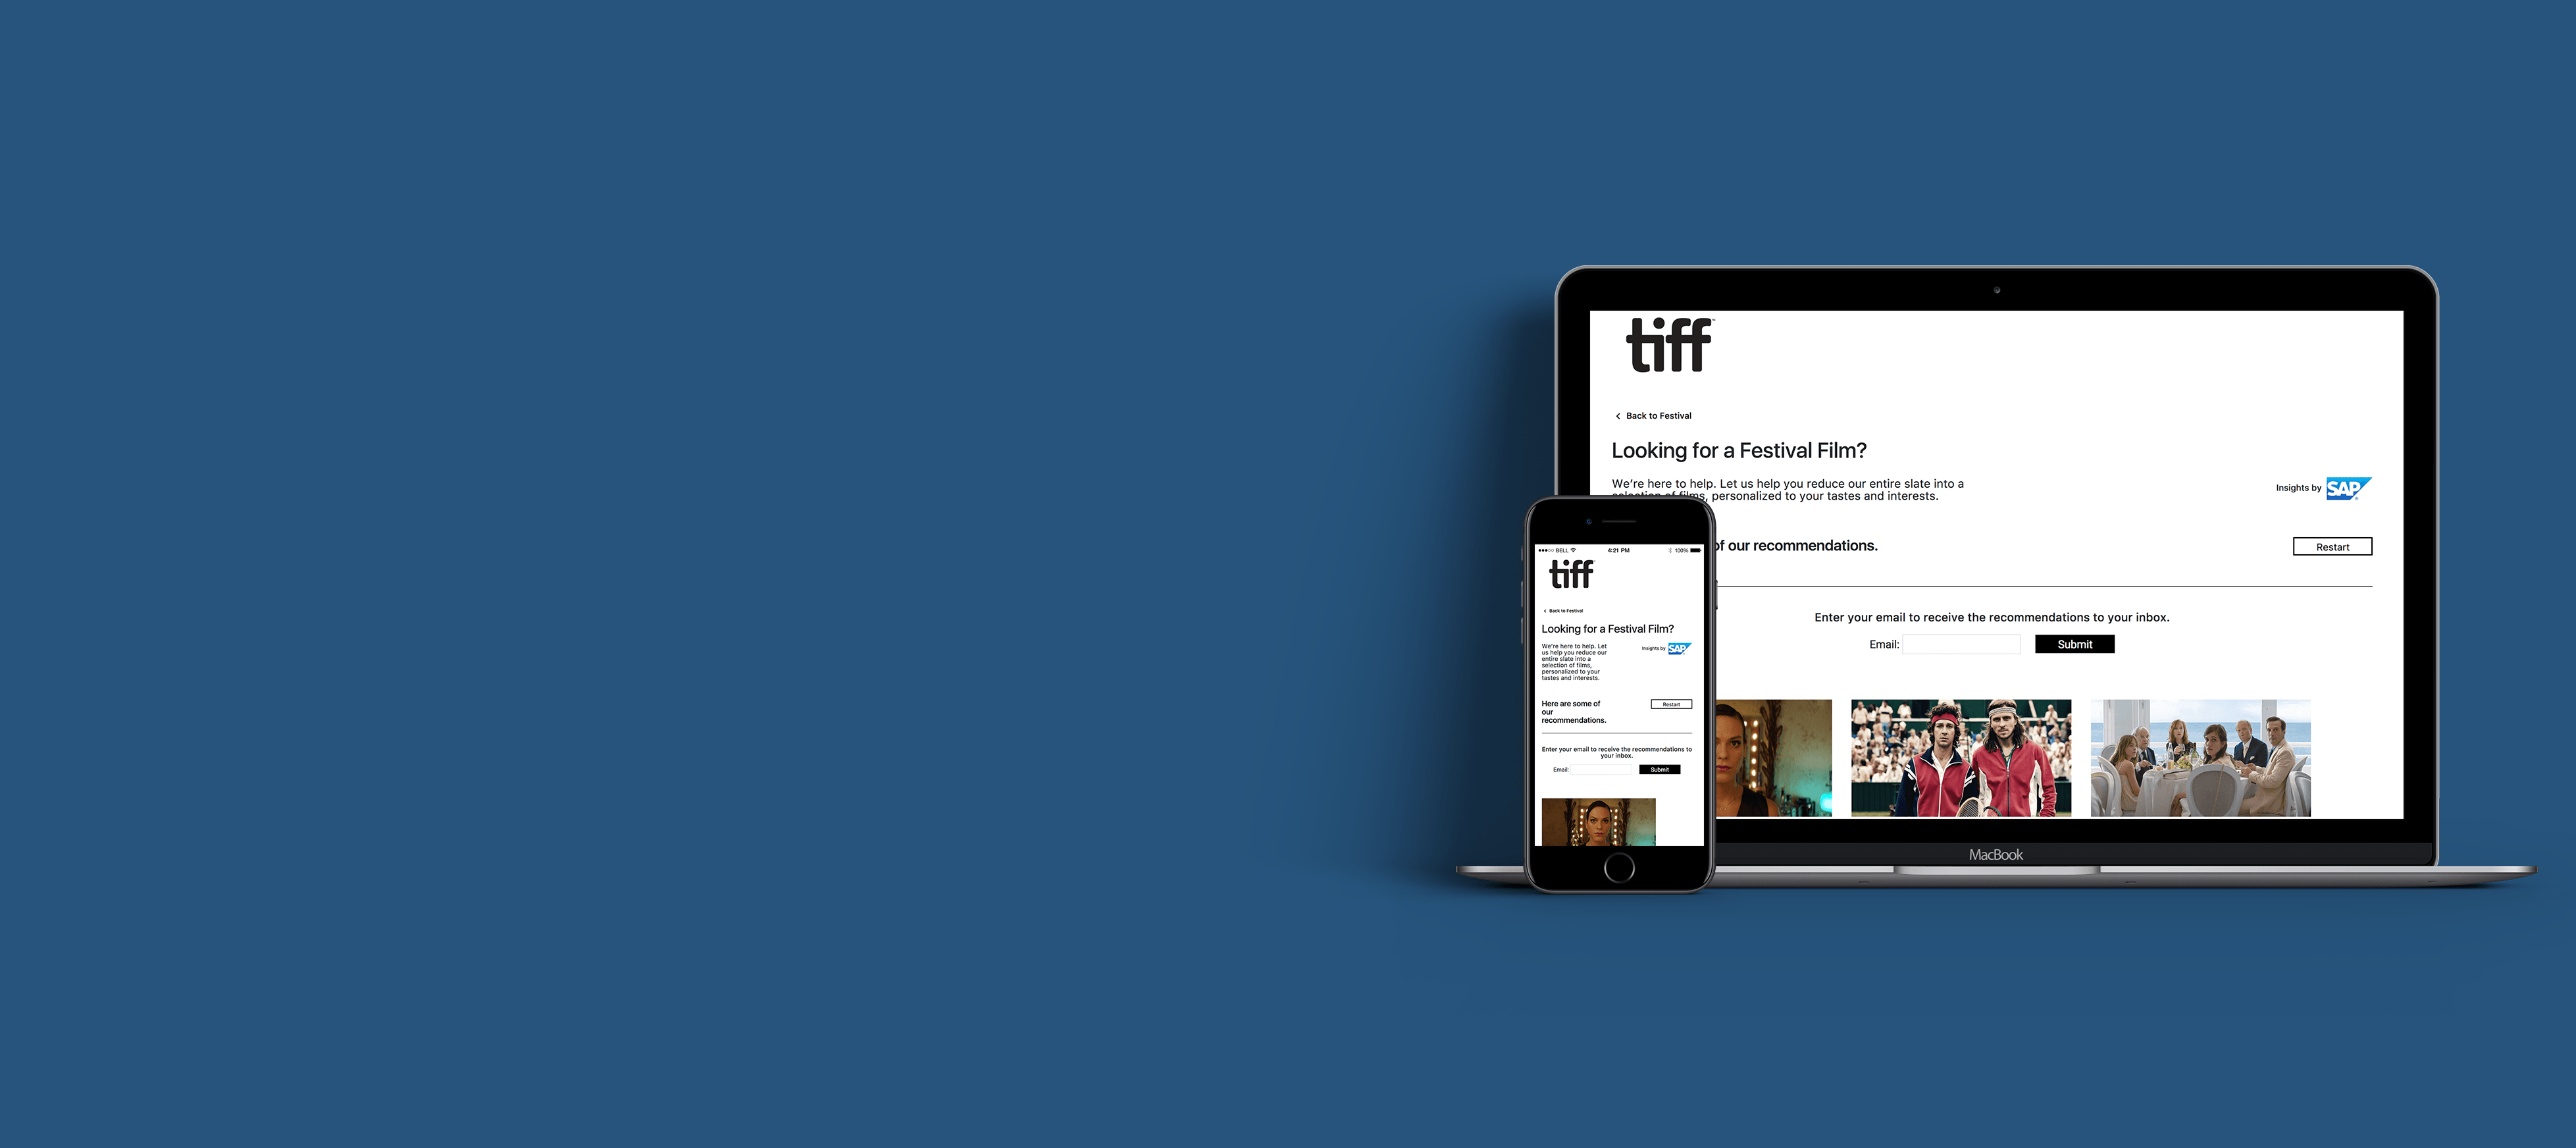 tiff
Back to Festival
Looking for a Festival Film?
We're here to help. Let us help you reduce our entire slate into a
selection of films, personalized to your tastes and interests.
Insights by SAP
of our recommendations.
Restart
Enter your email to receive the recommendations to your inbox.
Email:
Submit
MacBook
BELL 4:21 PM 100%
tiff
Back to Festival
Looking for a Festival Film?
We're here to help. Let
us help you reduce our
entire slate into a
selection of films,
personalized to your
tastes and interests.
Insights by SAP
Here are some of
our
recommendations.
Restart
Enter your email to receive the recommendations to
your inbox.
Email:
Submit